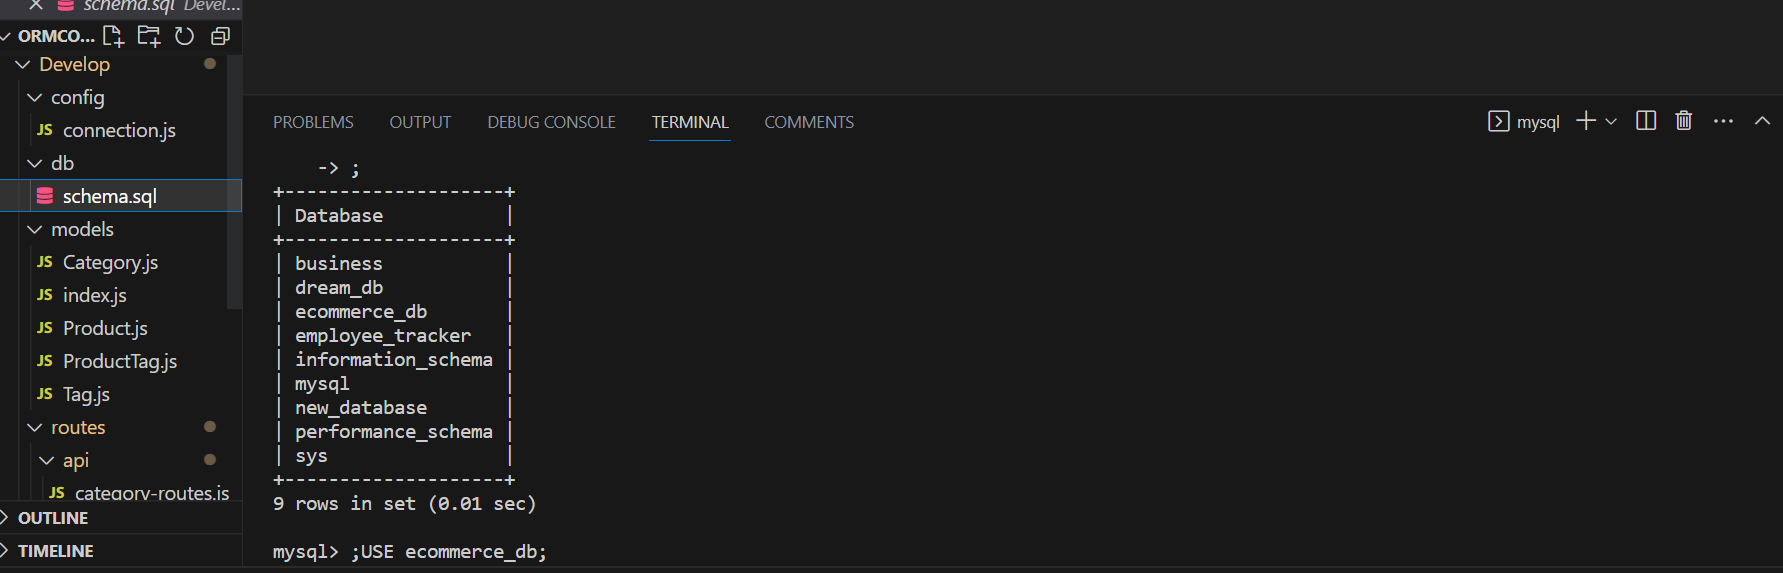 schema.sql Devel...
ORMCO...
Develop
config
JS connection.js
db
schema.sql
models
JS Category.js
JS index.js
JS Product.js
JS ProductTag.js
JS Tag.js
routes
api
JS category-routes.js
OUTLINE
TIMELINE
PROBLEMS OUTPUT DEBUG CONSOLE TERMINAL COMMENTS
mysql
-> ;
+--------------------+
| Database           |
+--------------------+
| business           |
| dream_db           |
| ecommerce_db       |
| employee_tracker   |
| information_schema |
| mysql              |
| new_database       |
| performance_schema |
| sys                |
+--------------------+
9 rows in set (0.01 sec)
mysql> ;USE ecommerce_db;